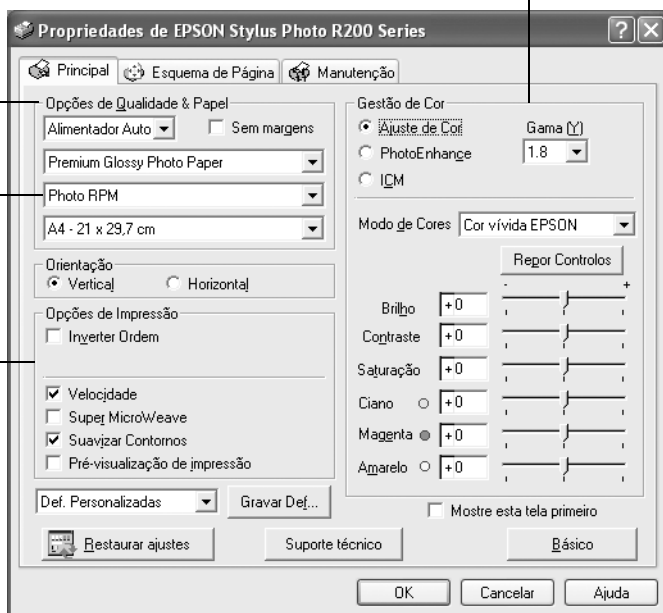 Propriedades de EPSON Stylus Photo R200 Series
Principal
Esquema de Página
Manutenção
Opções de Qualidade & Papel
Alimentador Auto
Sem margens
Premium Glossy Photo Paper
Photo RPM
A4 - 21 x 29,7 cm
Orientação
Vertical
Horizontal
Opções de Impressão
Inverter Ordem
Velocidade
Super MicroWeave
Suavizar Contornos
Pré-visualização de impressão
Def. Personalizadas
Gravar Def...
Gestão de Cor
Ajuste de Cor
Gama (Y)
PhotoEnhance
1.8
ICM
Modo de Cores
Cor vívida EPSON
Repor Controlos
- +
Brilho +0
Contraste +0
Saturação +0
Ciano +0
Magenta +0
Amarelo +0
Mostre esta tela primeiro
Restaurar ajustes
Suporte técnico
Básico
OK
Cancelar
Ajuda